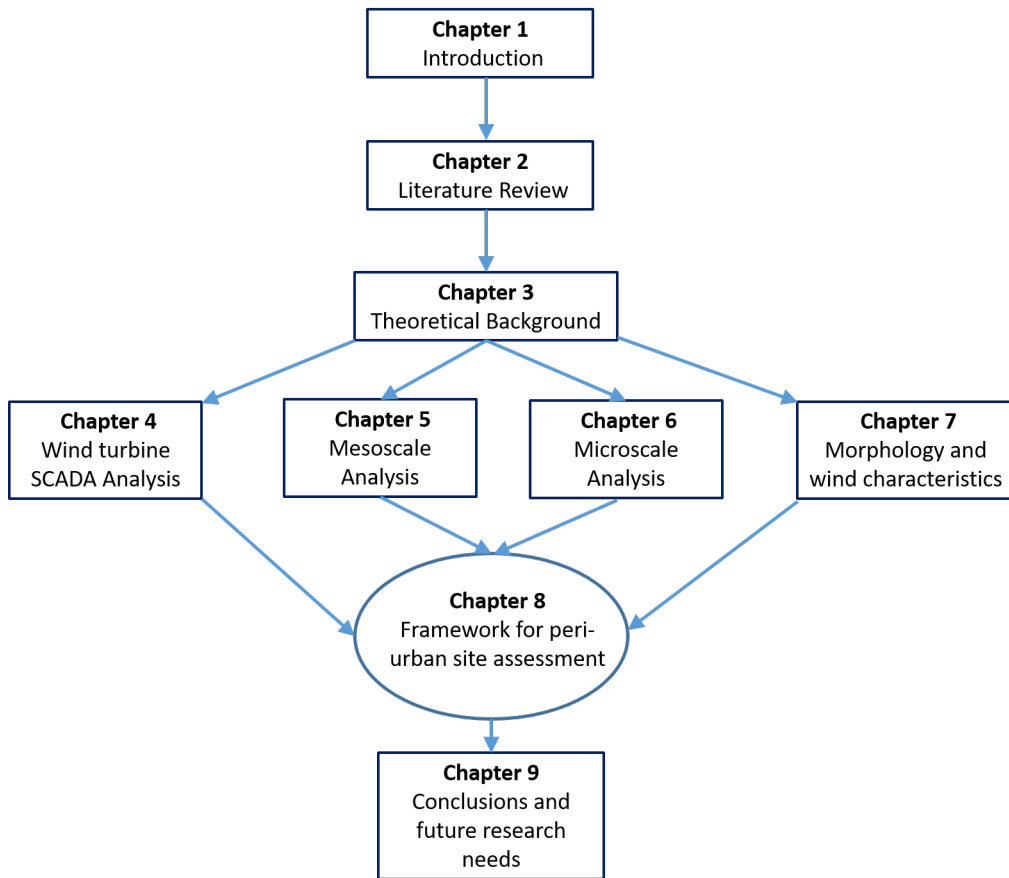 Chapter 1
Introduction
Chapter 2
Literature Review
Chapter 3
Theoretical Background
Chapter 4
Wind turbine
SCADA Analysis
Chapter 5
Mesoscale
Analysis
Chapter 6
Microscale
Analysis
Chapter 7
Morphology and
wind characteristics
Chapter 8
Framework for peri-
urban site assessment
Chapter 9
Conclusions and
future research
needs